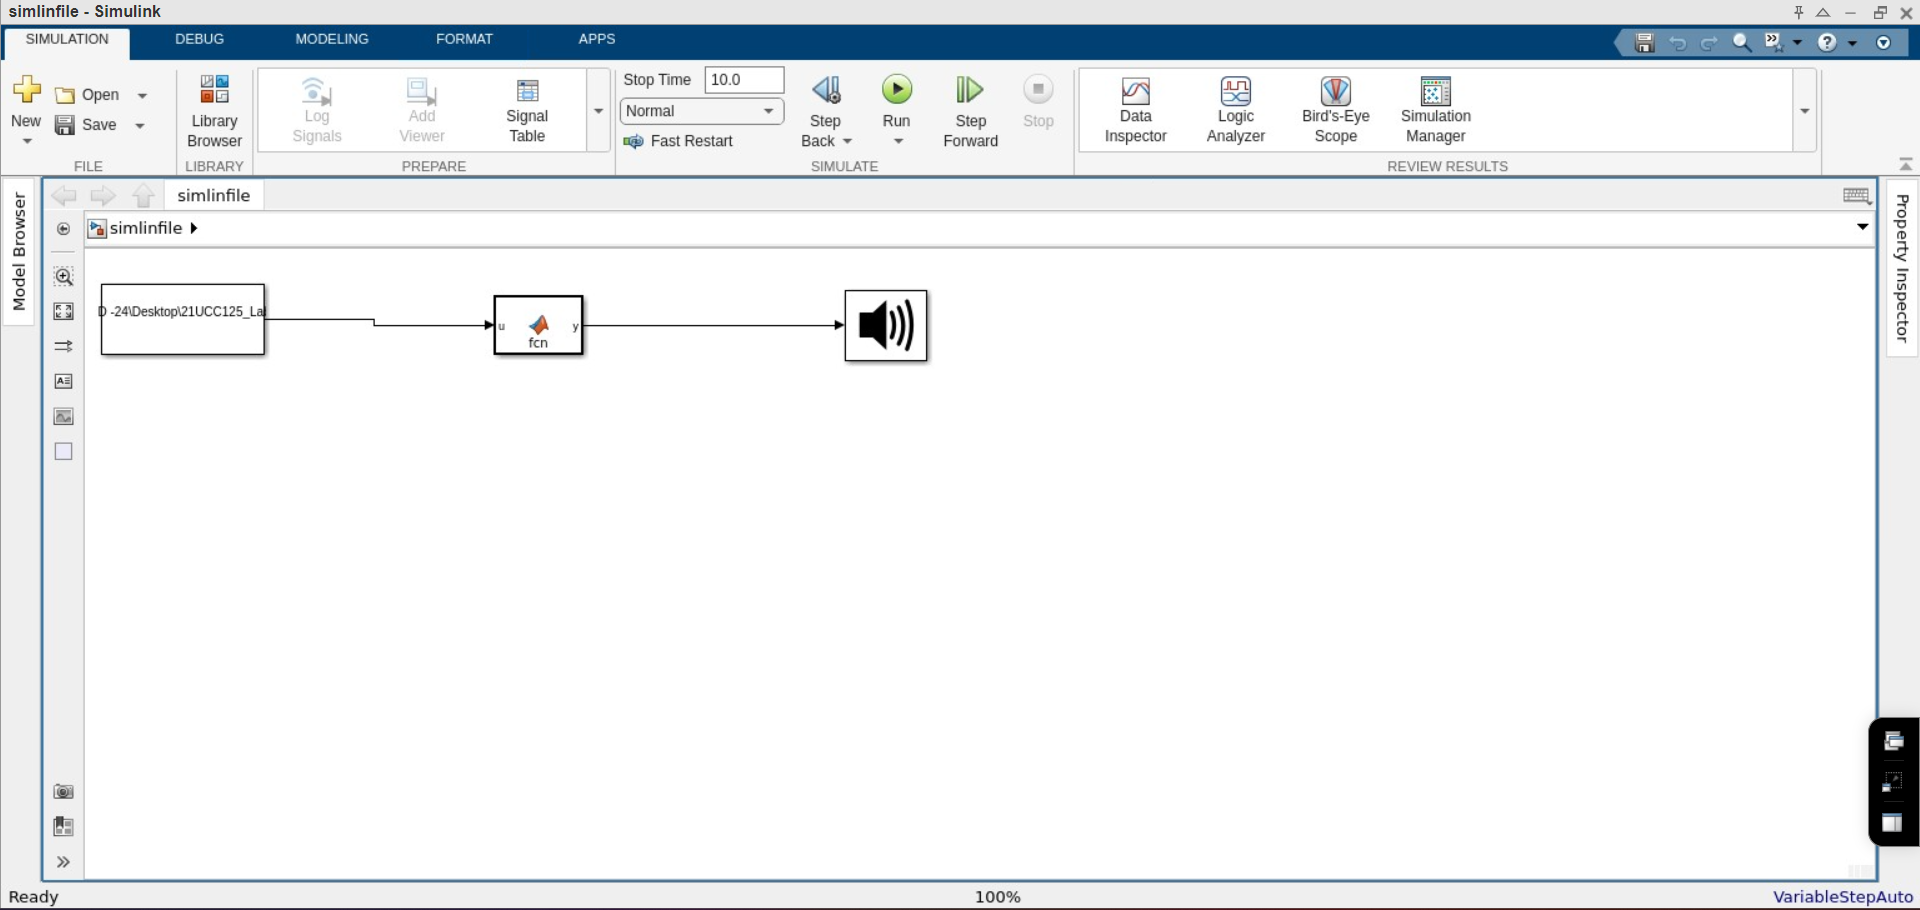 simlinfile - Simulink
SIMULATION DEBUG MODELING FORMAT APPS
New
Open
Save
FILE
Library Browser
LIBRARY
Log Signals
Add Viewer
Signal Table
PREPARE
Stop Time 10.0
Normal
Fast Restart
Step Back
Run
Step Forward
Stop
SIMULATE
Data Inspector
Logic Analyzer
Bird's-Eye Scope
Simulation Manager
REVIEW RESULTS
Model Browser
simlinfile
simlinfile
Property Inspector
D -24\Desktop\21UCC125_La
u
fcn
y
Ready
100%
VariableStepAuto